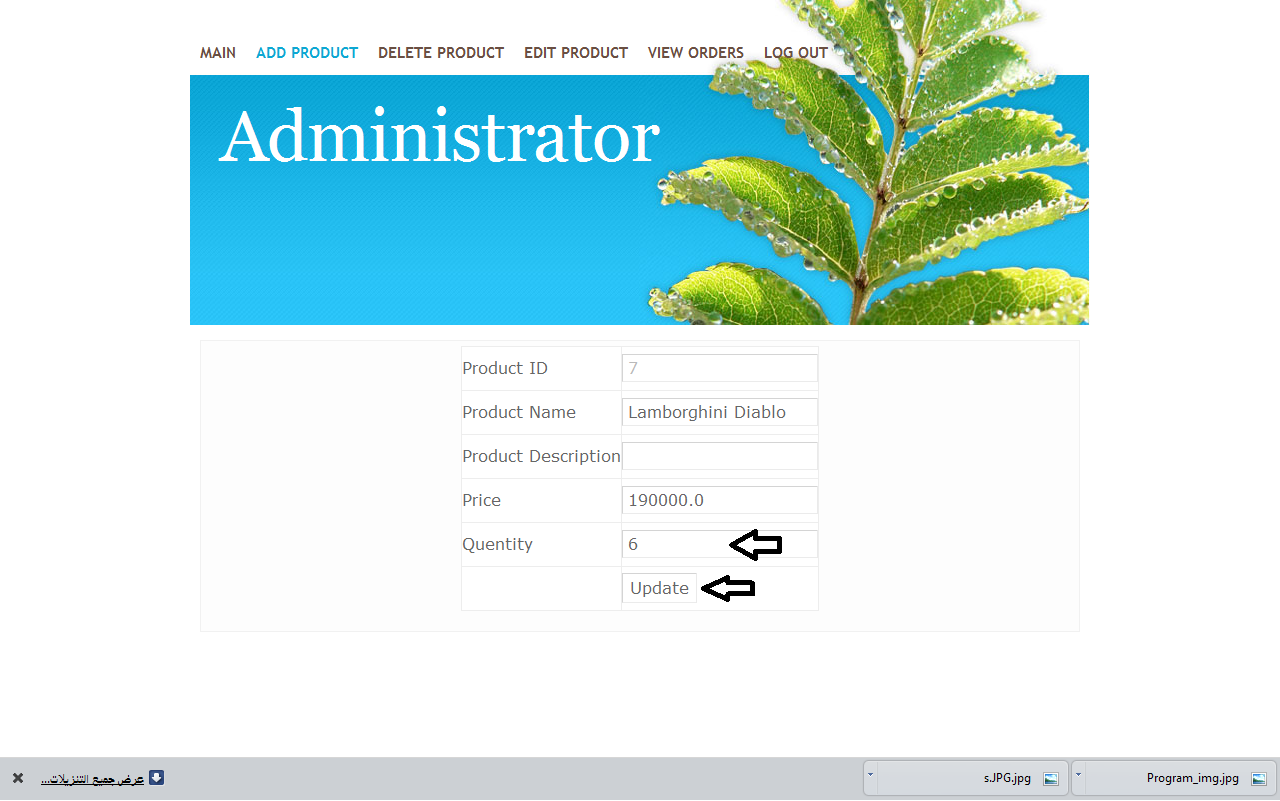 MAIN ADD PRODUCT DELETE PRODUCT EDIT PRODUCT VIEW ORDERS LOG OUT
Administrator
Product ID 7
Product Name Lamborghini Diablo
Product Description
Price 190000.0
Quentity 6
Update
عرض جميع التنزيلات...
s.JPG.jpg
Program_img.jpg